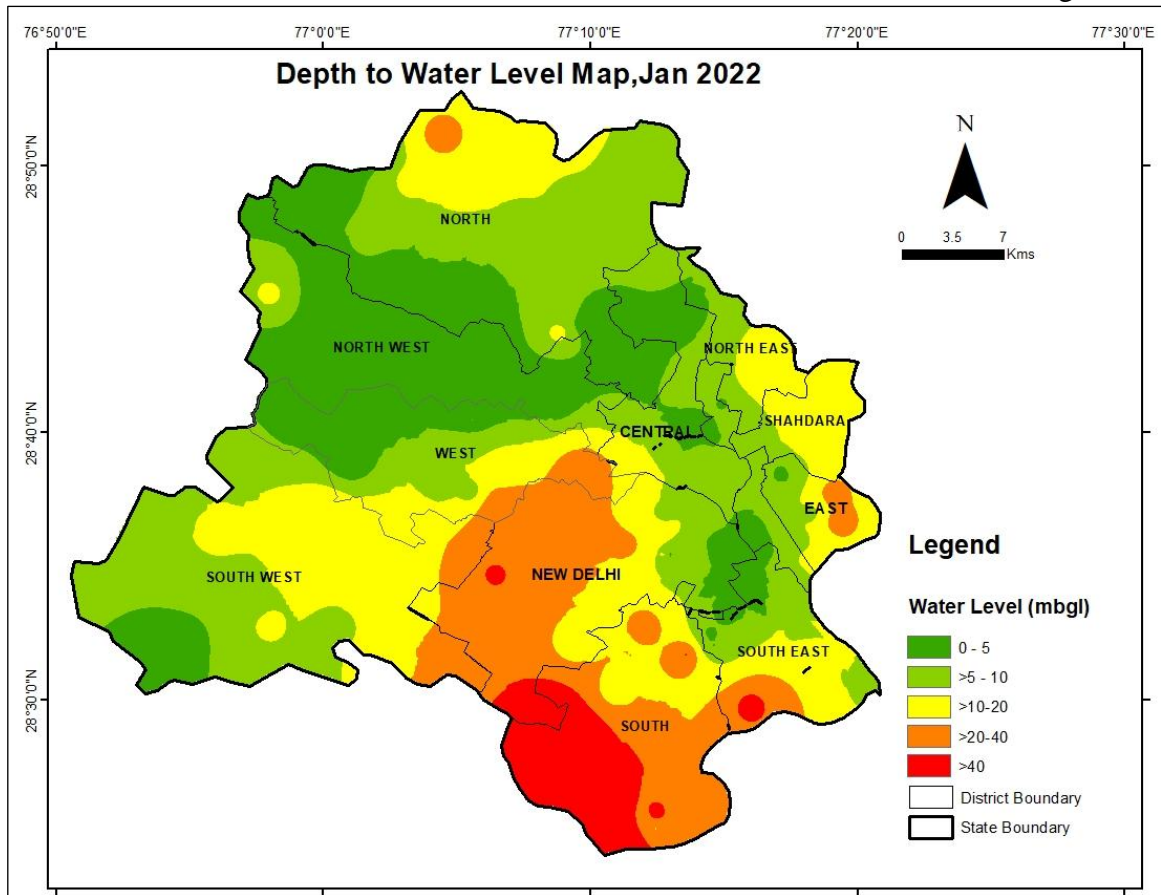 76°50'0"E 77°0'0"E 77°10'0"E 77°20'0"E 77°30'0"E
Depth to Water Level Map,Jan 2022
N
28°50'0"N
NORTH
0 3.5 7
Kms
NORTH WEST
NORTH EAST
SHAHDARA
28°40'0"N
CENTRAL
WEST
EAST
Legend
SOUTH WEST
NEW DELHI
Water Level (mbgl)
0 - 5
SOUTH EAST
>5 - 10
28°30'0"N
>10-20
SOUTH
>20-40
>40
District Boundary
State Boundary